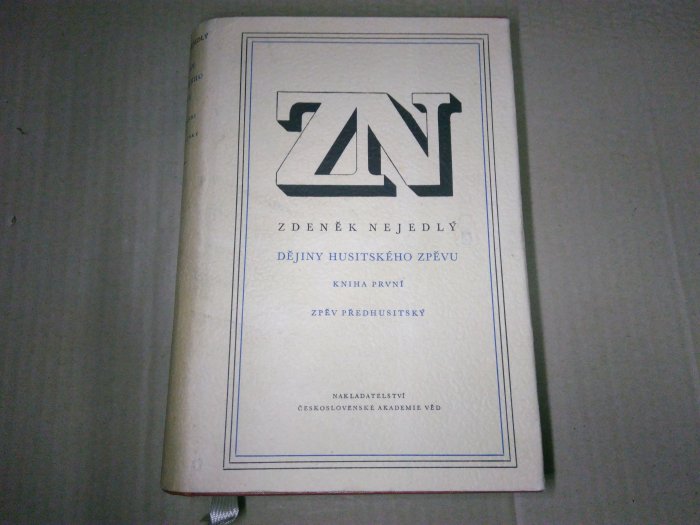 ZN
ZDENĚK NEJEDLÝ
DĚJINY HUSITSKÉHO ZPĚVU
KNIHA PRVNÍ
ZPĚV PŘEDHUSITSKÝ
NAKLADATELSTVÍ
ČESKOSLOVENSKÉ AKADEMIE VĚD